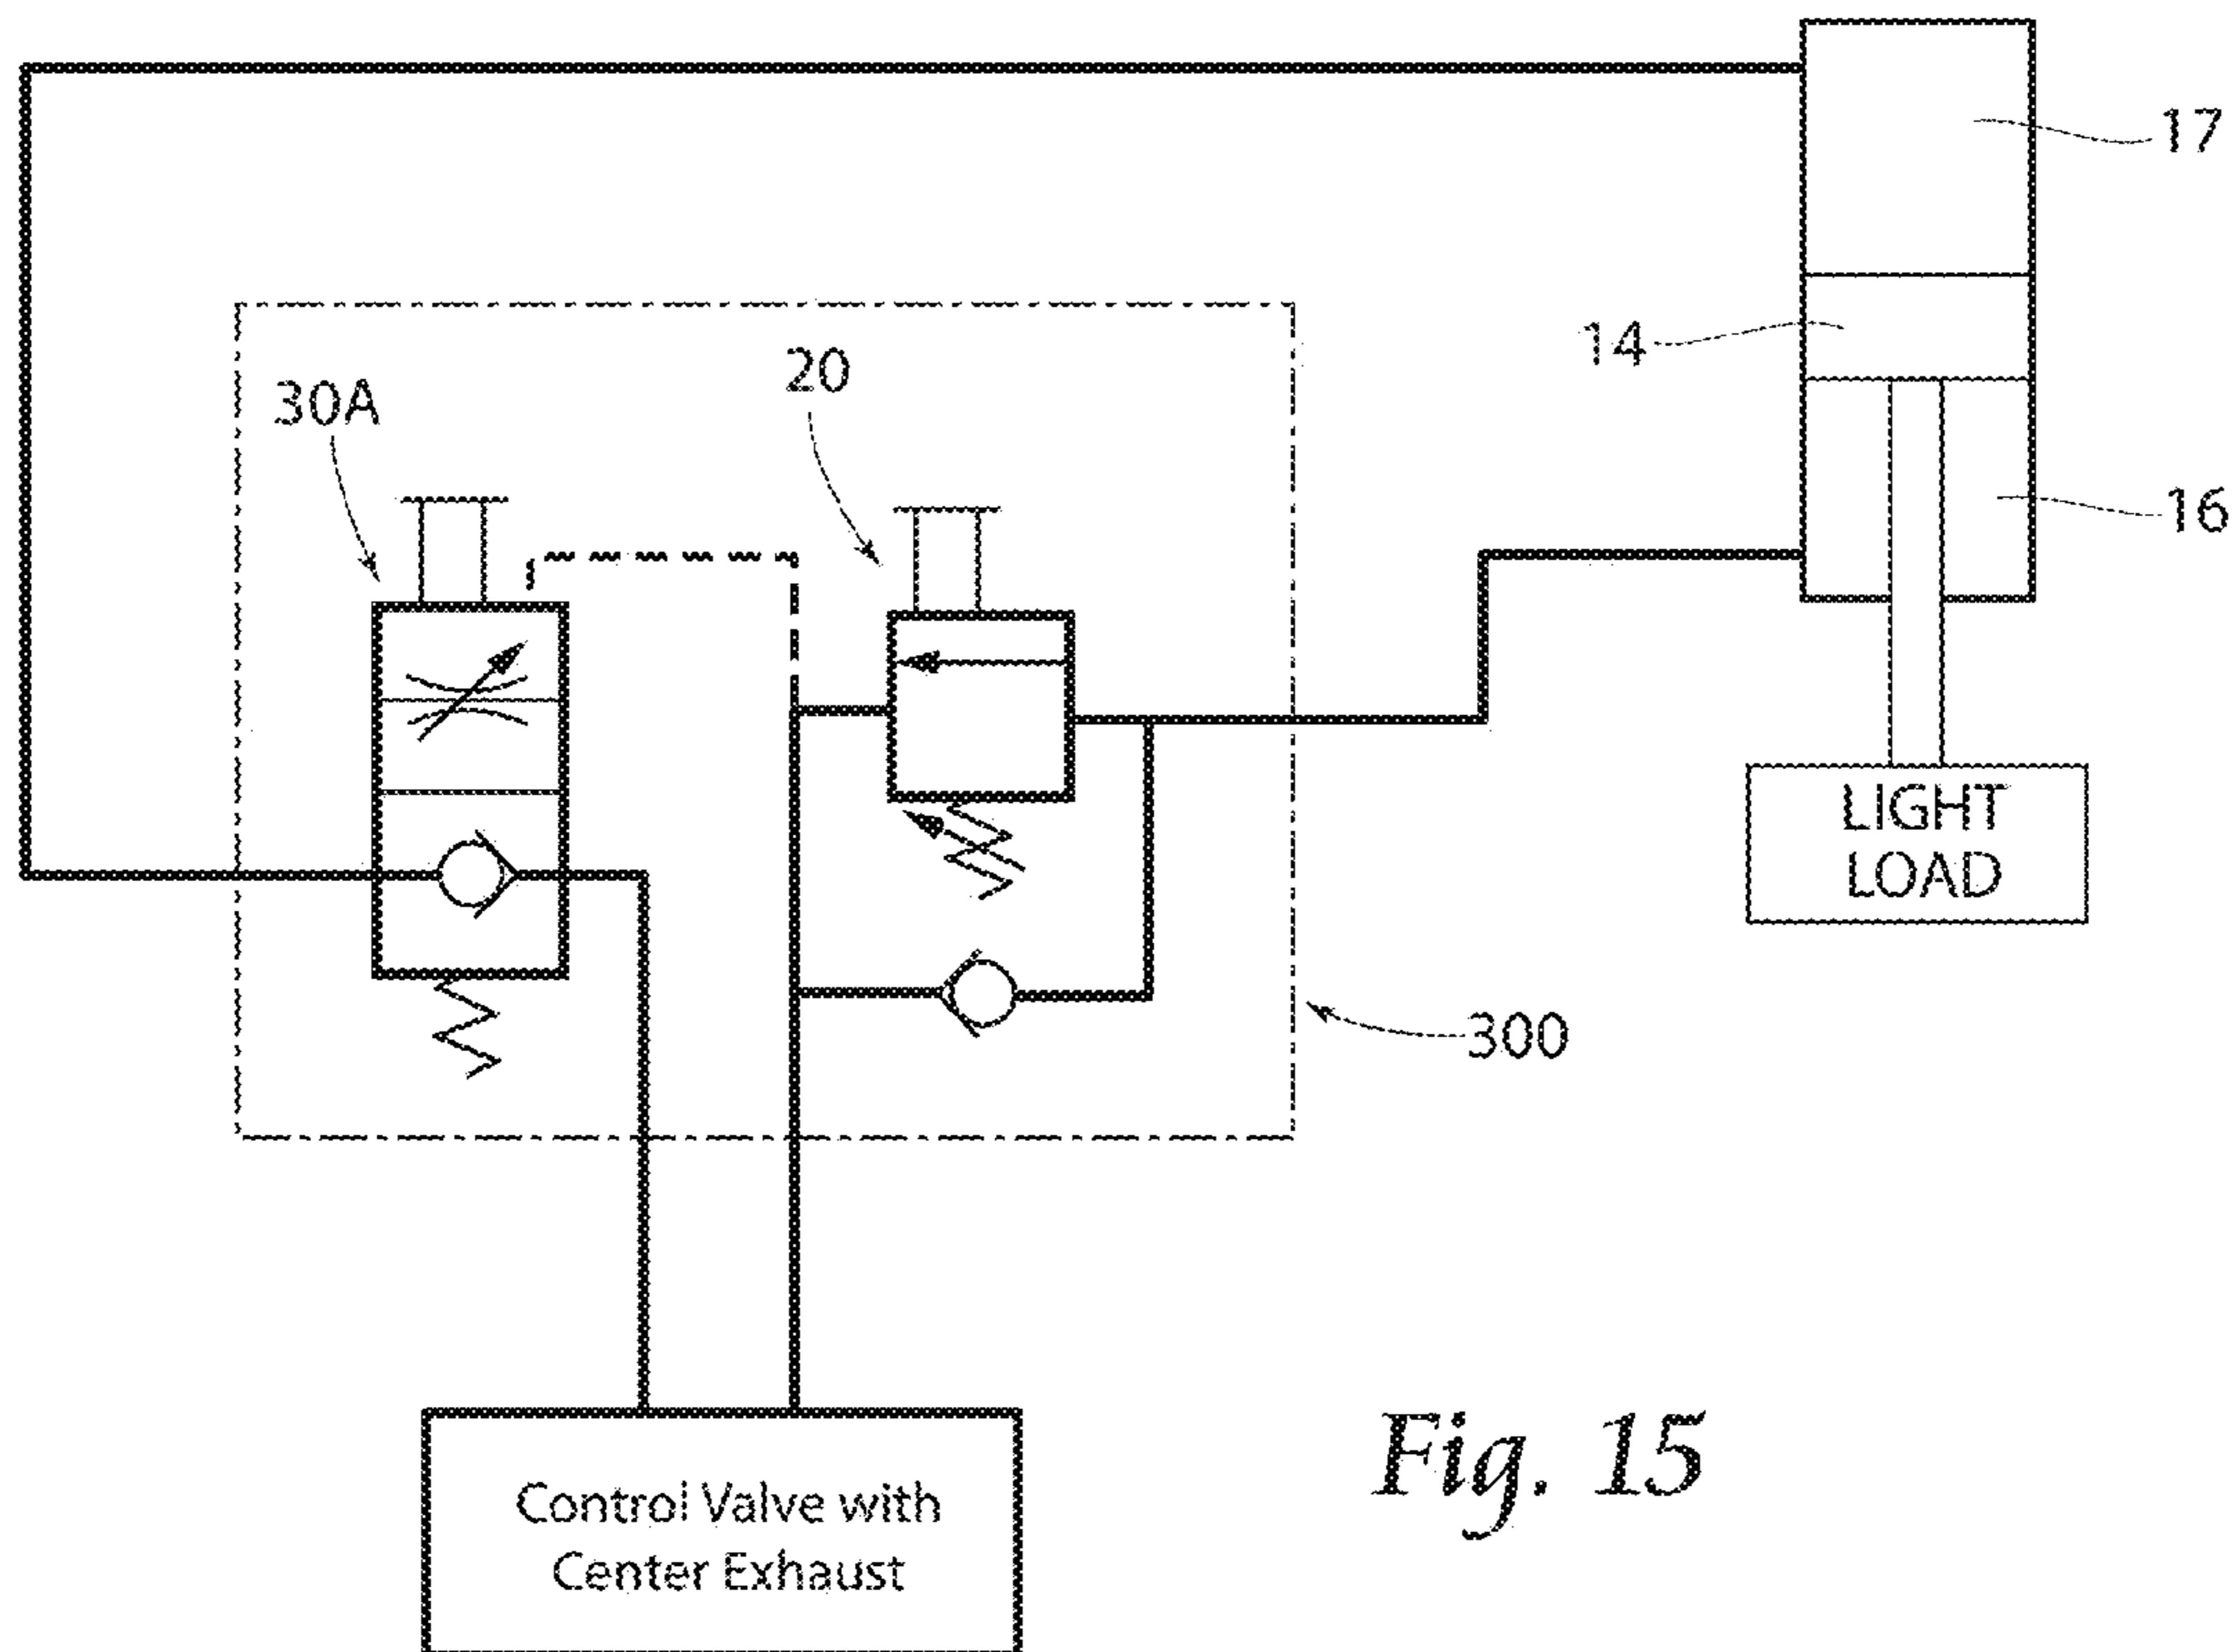 17
14
30A
20
16
LIGHT
LOAD
300
Control Valve with
Center Exhaust
Fig. 15